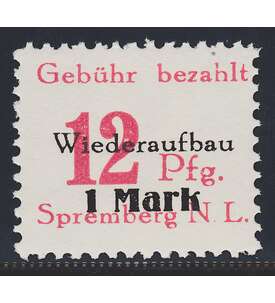 Gebühr bezahlt
Wiederaufbau
12 Pfg.
1 Mark
Spremberg N. L.